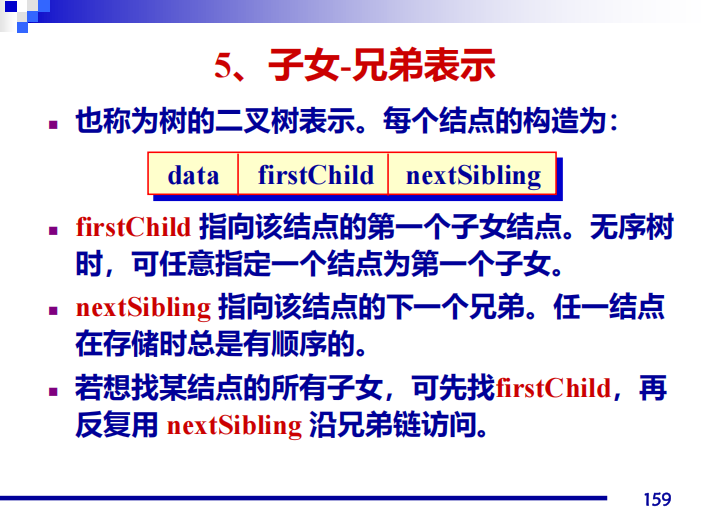 5、子女-兄弟表示
也称为树的二叉树表示。每个结点的构造为：
data firstChild nextSibling
firstChild 指向该结点的第一个子女结点。无序树
时，可任意指定一个结点为第一个子女。
nextSibling 指向该结点的下一个兄弟。任一结点
在存储时总是有顺序的。
若想找某结点的所有子女，可先找firstChild，再
反复用 nextSibling 沿兄弟链访问。
159